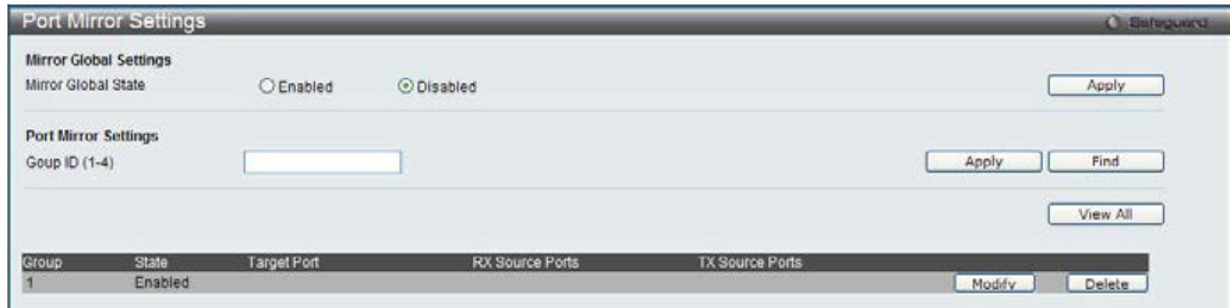 Port Mirror Settings Safeguard
Mirror Global Settings
Mirror Global State Enabled Disabled Apply
Port Mirror Settings
Goup ID (1-4) Apply Find
View All
Group State Target Port RX Source Ports TX Source Ports
1 Enabled Modify Delete